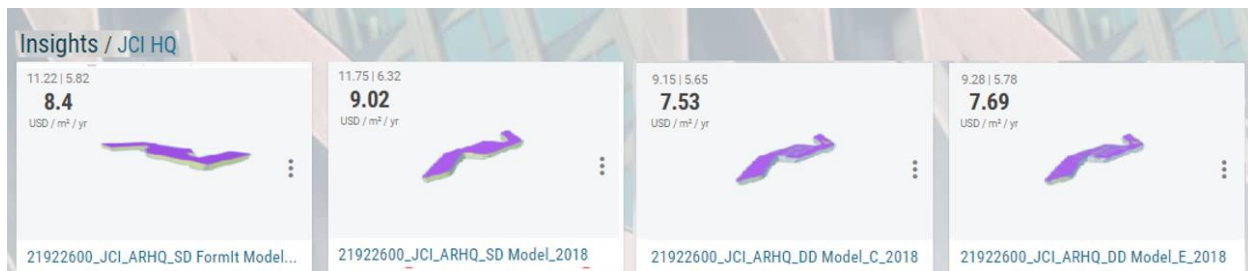 Insights / JCI HQ
11.22 | 5.82
8.4
USD / m² / yr
21922600_JCI_ARHQ_SD FormIt Model...
11.75 | 6.32
9.02
USD / m² / yr
21922600_JCI_ARHQ_SD Model_2018
9.15 | 5.65
7.53
USD / m² / yr
21922600_JCI_ARHQ_DD Model_C_2018
9.28 | 5.78
7.69
USD / m² / yr
21922600_JCI_ARHQ_DD Model_E_2018